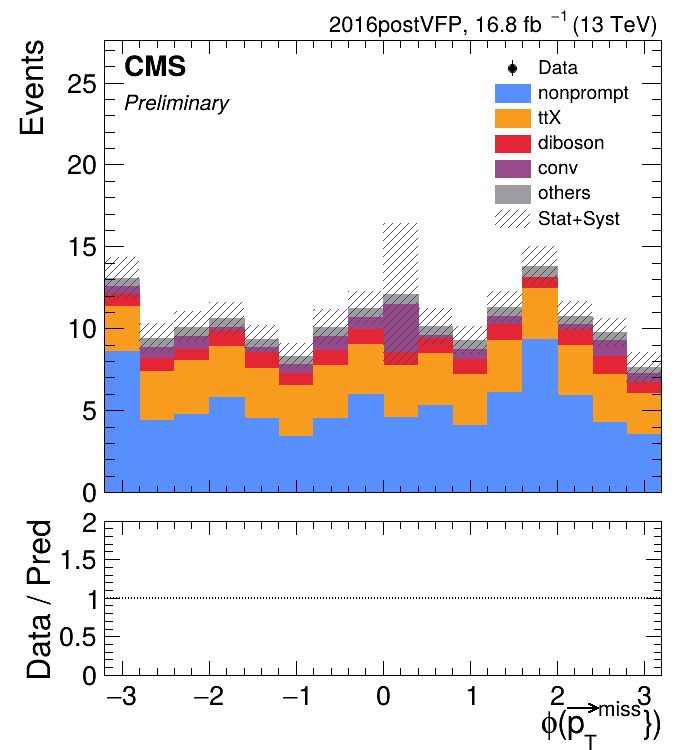 2016postVFP, 16.8 fb⁻¹ (13 TeV)
CMS
Preliminary
Data
nonprompt
ttX
diboson
conv
others
Stat+Syst
Events
25
20
15
10
5
0
Data / Pred
2
1.5
1
0.5
0
−3 −2 −1 0 1 2 3
ϕ(p⃗_T^miss})